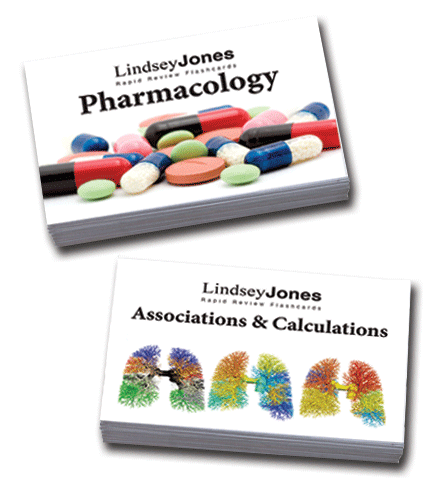 LindseyJones
Rapid Review Flashcards
Pharmacology
LindseyJones
Rapid Review Flashcards
Associations & Calculations